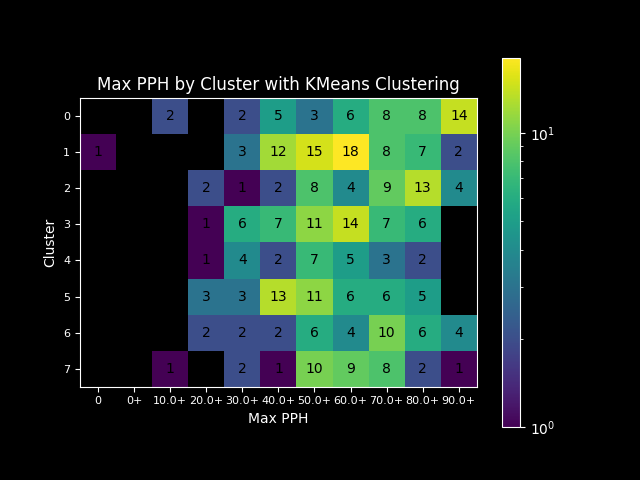 Max PPH by Cluster with KMeans Clustering
0 2 2 5 3 6 8 8 14
1 1 3 12 15 18 8 7 2
2 2 1 2 8 4 9 13 4
3 1 6 7 11 14 7 6
4 1 4 2 7 5 3 2
5 3 3 13 11 6 6 5
6 2 2 2 6 4 10 6 4
7 1 2 1 10 9 8 2 1
0 0+ 10.0+ 20.0+ 30.0+ 40.0+ 50.0+ 60.0+ 70.0+ 80.0+ 90.0+
Max PPH
Cluster
10¹
10⁰